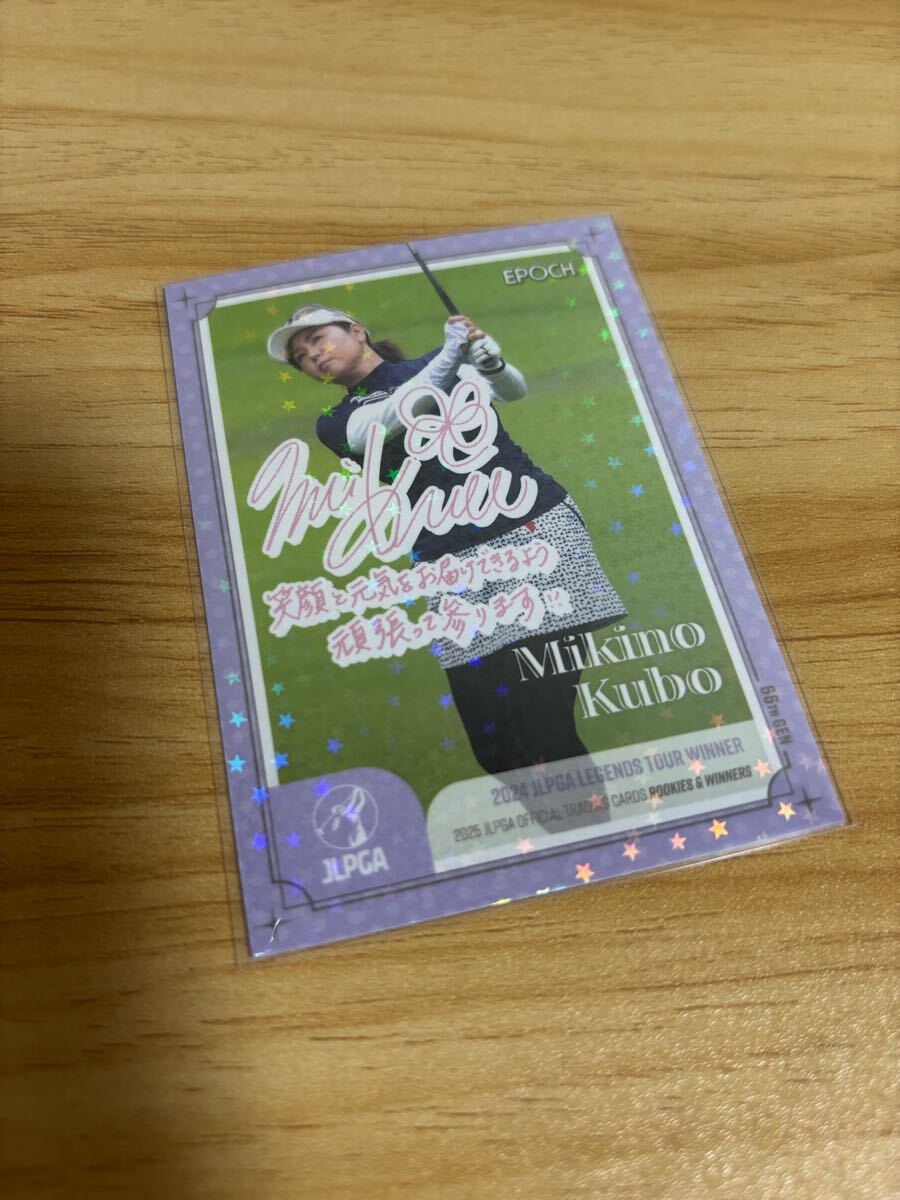 EPOCH
笑顔と元気をお届けできるよう
頑張って参ります!!
Mikino
Kubo
66TH GEN
2024 JLPGA LEGENDS TOUR WINNER
2025 JLPGA OFFICIAL TRADING CARDS ROOKIES & WINNERS
JLPGA